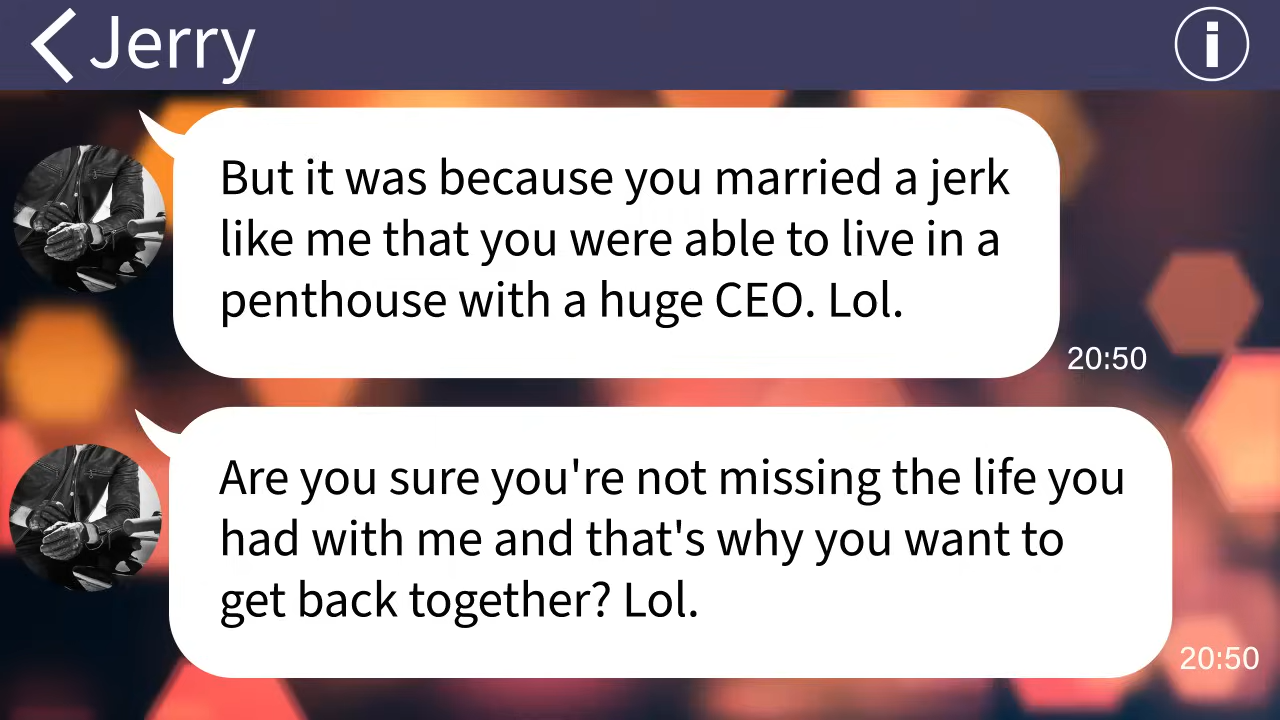 Jerry
But it was because you married a jerk
like me that you were able to live in a
penthouse with a huge CEO. Lol.
20:50
Are you sure you're not missing the life you
had with me and that's why you want to
get back together? Lol.
20:50